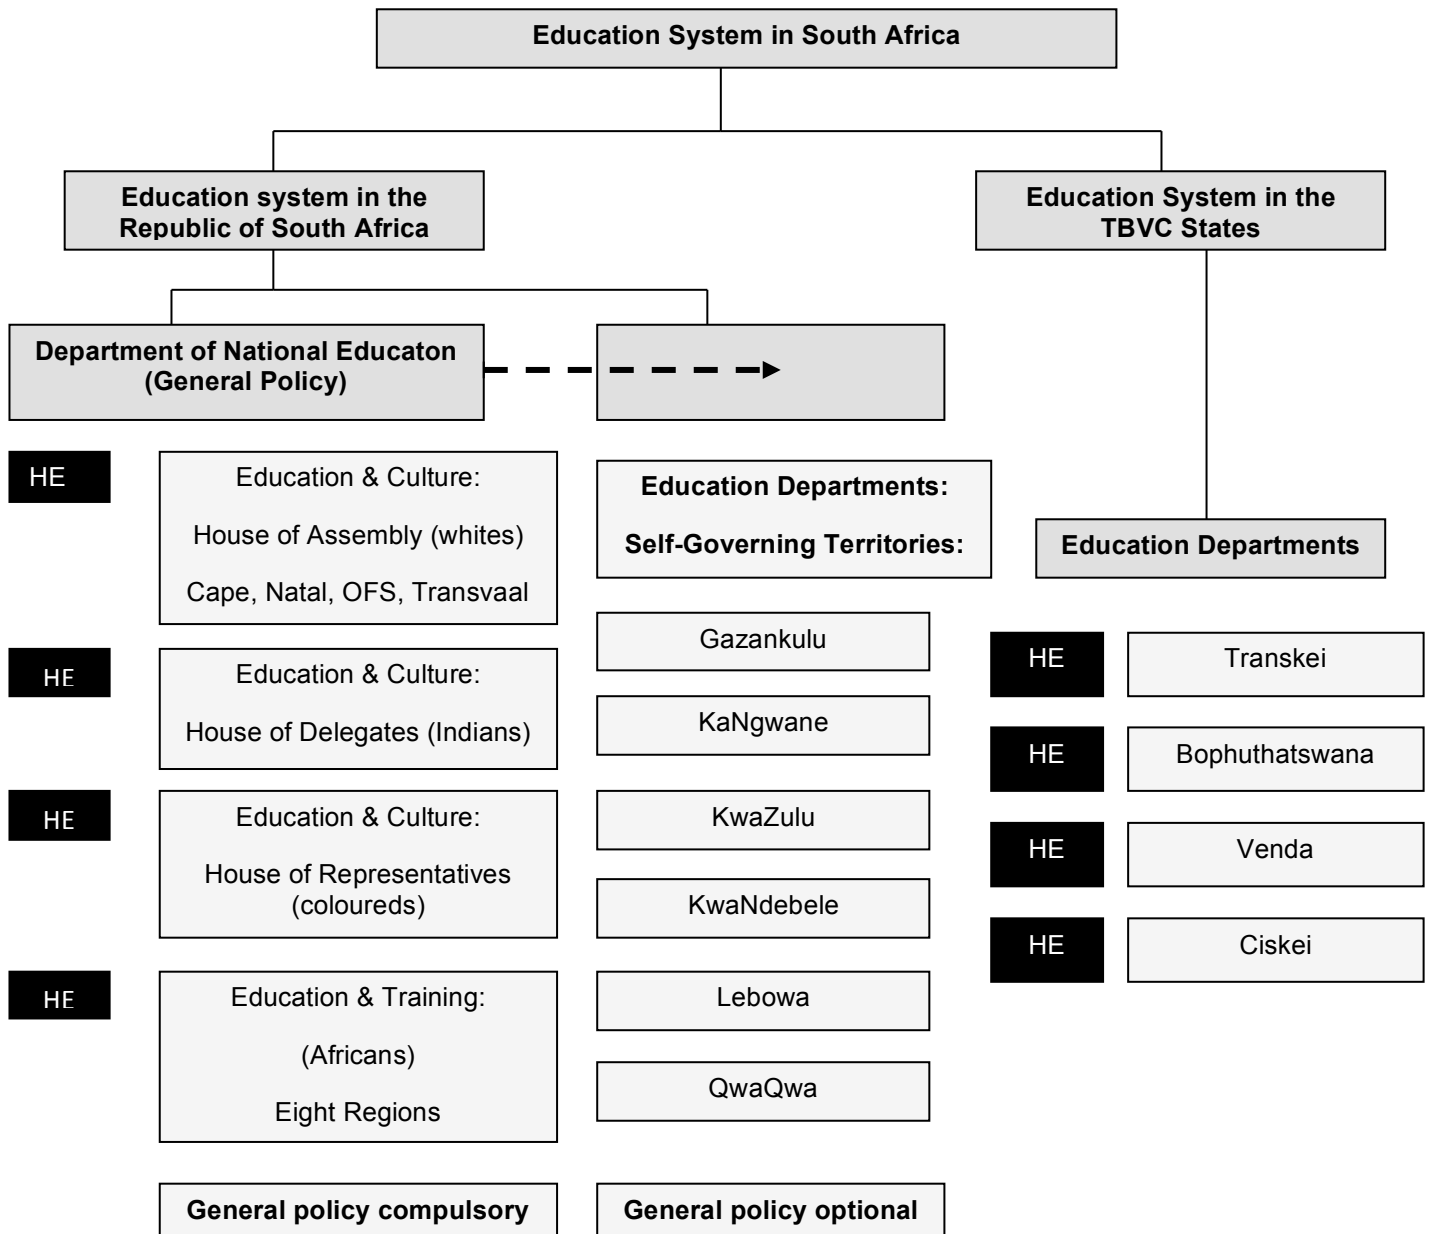 Education System in South Africa
Education system in the
Republic of South Africa
Education System in the
TBVC States
Department of National Educaton
(General Policy)
HE
Education & Culture:
House of Assembly (whites)
Cape, Natal, OFS, Transvaal
HE
Education & Culture:
House of Delegates (Indians)
HE
Education & Culture:
House of Representatives
(coloureds)
HE
Education & Training:
(Africans)
Eight Regions
General policy compulsory
Education Departments:
Self-Governing Territories:
Gazankulu
KaNgwane
KwaZulu
KwaNdebele
Lebowa
QwaQwa
General policy optional
Education Departments
HE
Transkei
HE
Bophuthatswana
HE
Venda
HE
Ciskei